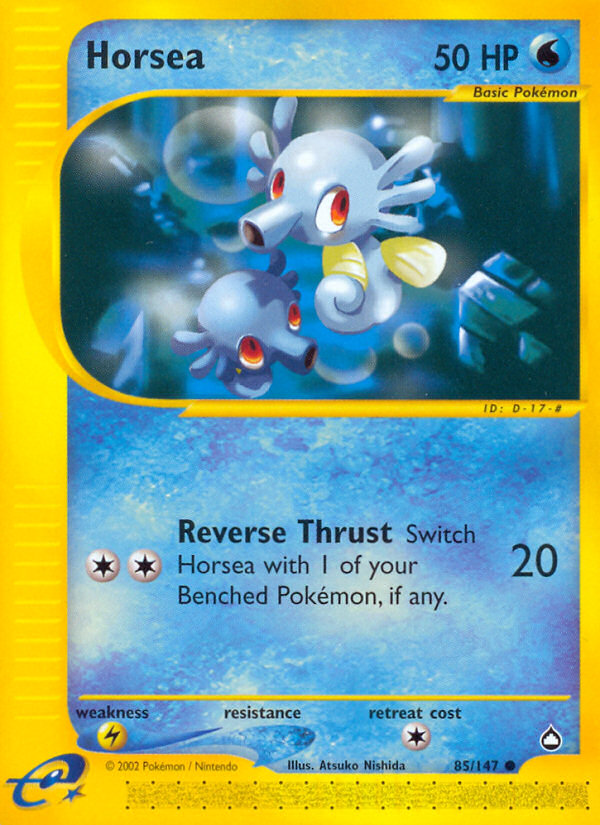 Horsea
50 HP
Basic Pokémon
ID: D-17-#
Reverse Thrust Switch
Horsea with 1 of your
Benched Pokémon, if any.
20
weakness resistance retreat cost
© 2002 Pokémon / Nintendo Illus. Atsuko Nishida 85/147
e